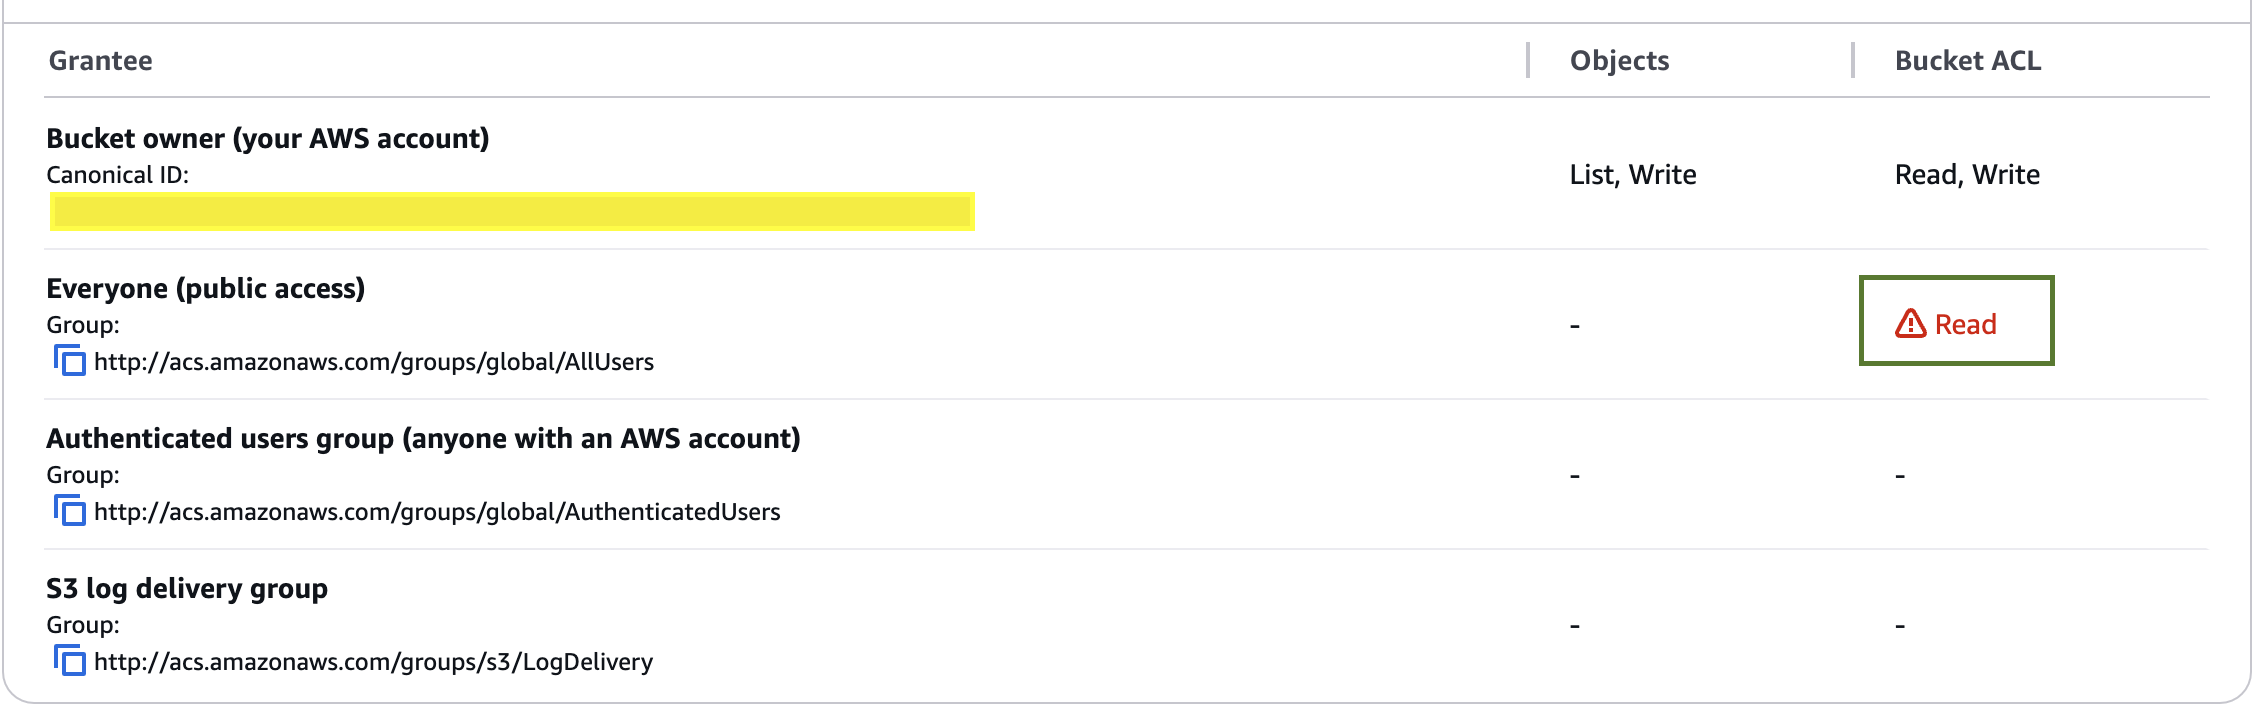 Grantee Objects Bucket ACL
Bucket owner (your AWS account)
Canonical ID:
List, Write Read, Write
Everyone (public access)
Group:
- Read
http://acs.amazonaws.com/groups/global/AllUsers
Authenticated users group (anyone with an AWS account)
Group:
- -
http://acs.amazonaws.com/groups/global/AuthenticatedUsers
S3 log delivery group
Group:
- -
http://acs.amazonaws.com/groups/s3/LogDelivery